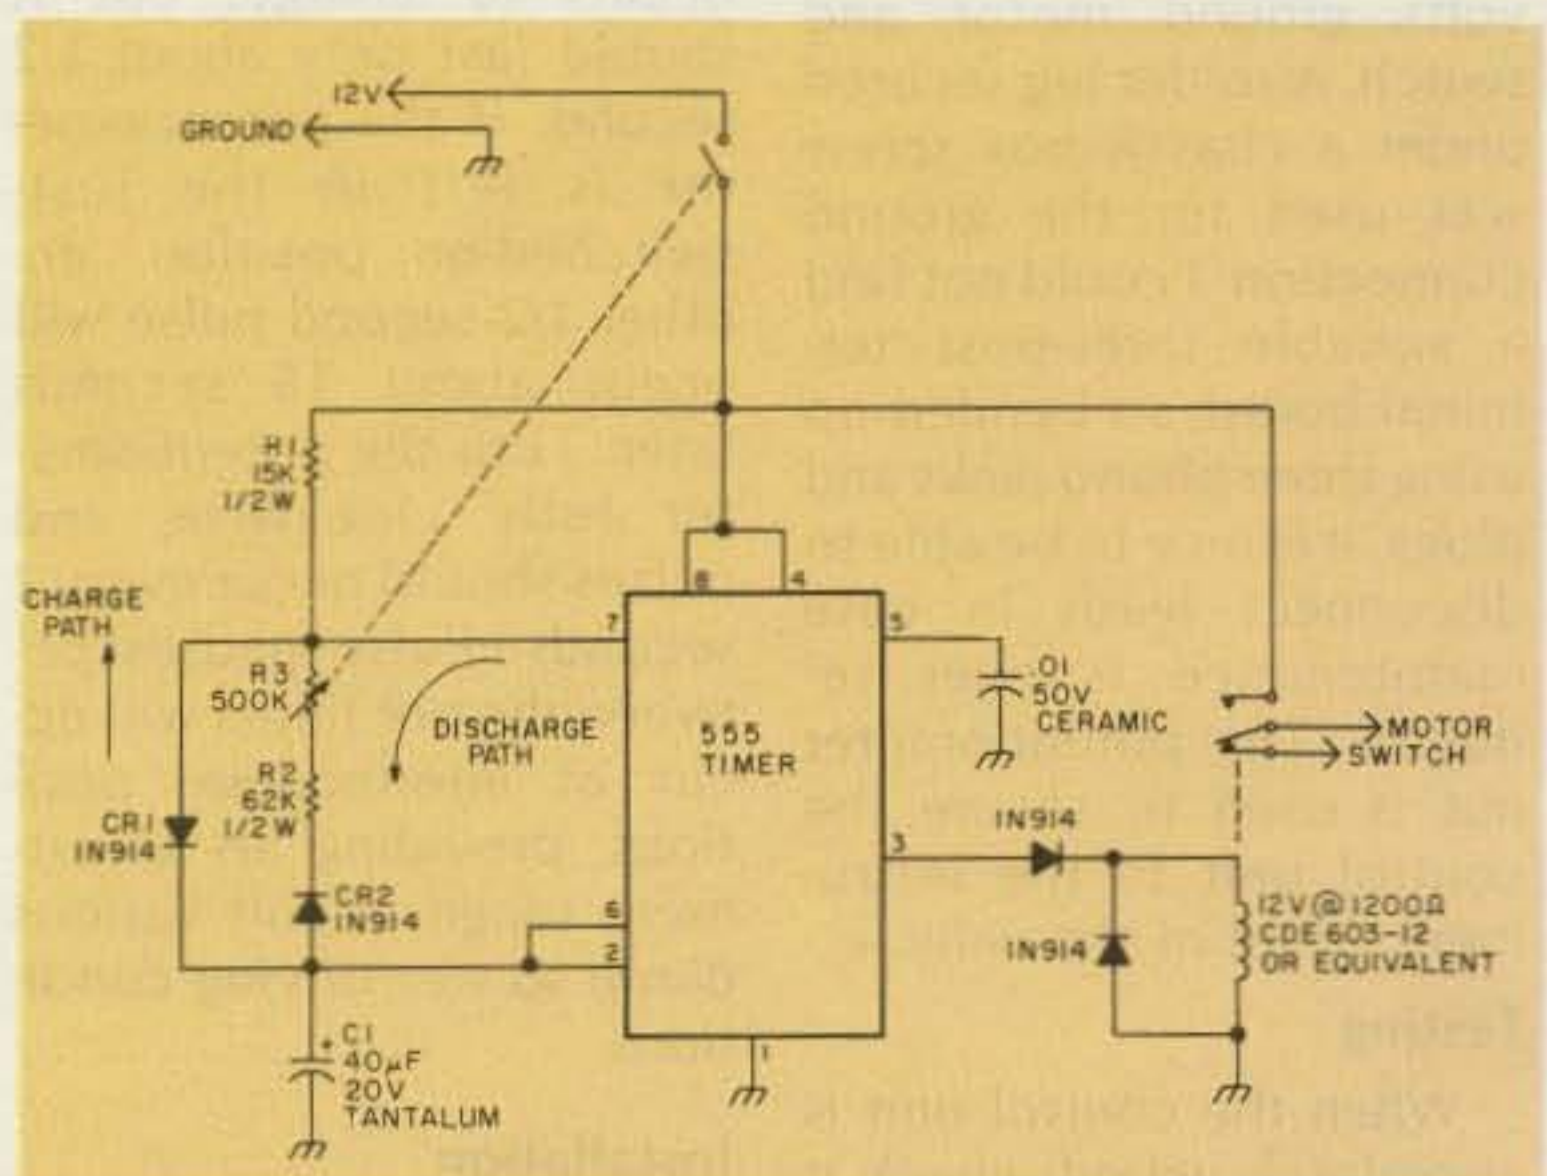 12V
GROUND
R1
15K
1/2W
CHARGE
PATH
8
4
7
5
R3
500K
.01
50V
CERAMIC
DISCHARGE
PATH
555
TIMER
MOTOR
SWITCH
R2
62K
1/2W
CR1
1N914
1N914
3
CR2
1N914
6
2
1N914
12V@1200Ω
CDE 603-12
OR EQUIVALENT
C1
+
40µF
20V
TANTALUM
1